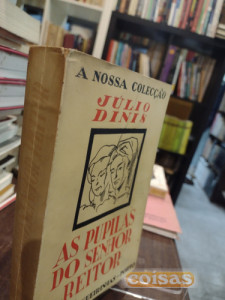 A NOSSA COLECÇÃO
JÚLIO
DINIS
AS PUPILAS
DO SENHOR
REITOR
coisas